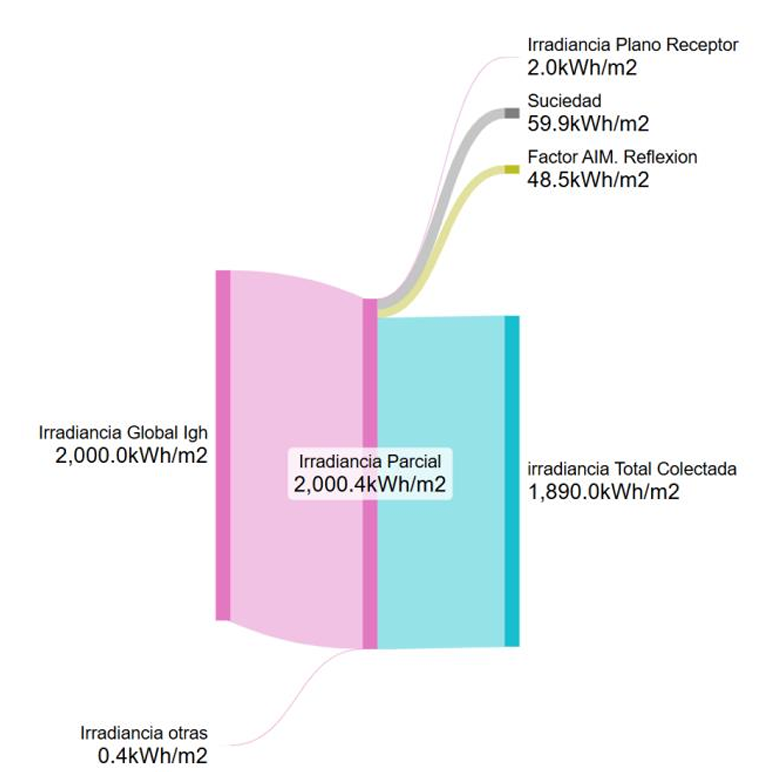 Irradiancia Plano Receptor
2.0kWh/m2
Suciedad
59.9kWh/m2
Factor AIM. Reflexion
48.5kWh/m2
Irradiancia Global Igh
2,000.0kWh/m2
Irradiancia Parcial
2,000.4kWh/m2
irradiancia Total Colectada
1,890.0kWh/m2
Irradiancia otras
0.4kWh/m2